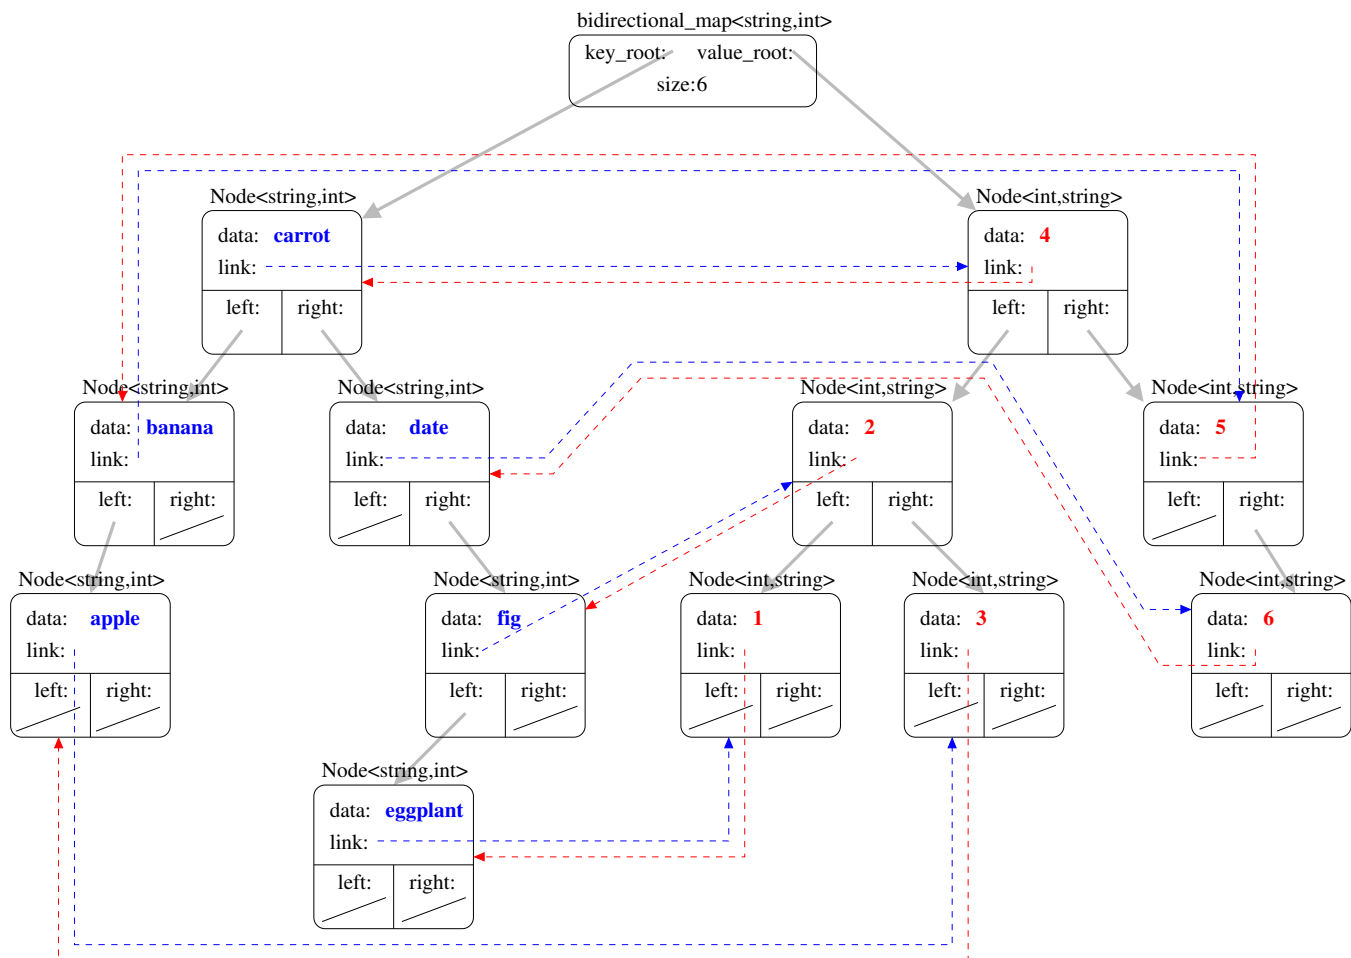 bidirectional_map<string,int>
key_root: value_root:
size:6
Node<string,int> Node<int,string>
data: carrot data: 4
link: link:
left: right: left: right:
Node<string,int> Node<string,int> Node<int,string> Node<int,string>
data: banana data: date data: 2 data: 5
link: link: link: link:
left: right: left: right: left: right: left: right:
Node<string,int> Node<string,int> Node<int,string> Node<int,string> Node<int,string>
data: apple data: fig data: 1 data: 3 data: 6
link: link: link: link: link:
left: right: left: right: left: right: left: right: left: right:
Node<string,int>
data: eggplant
link:
left: right: